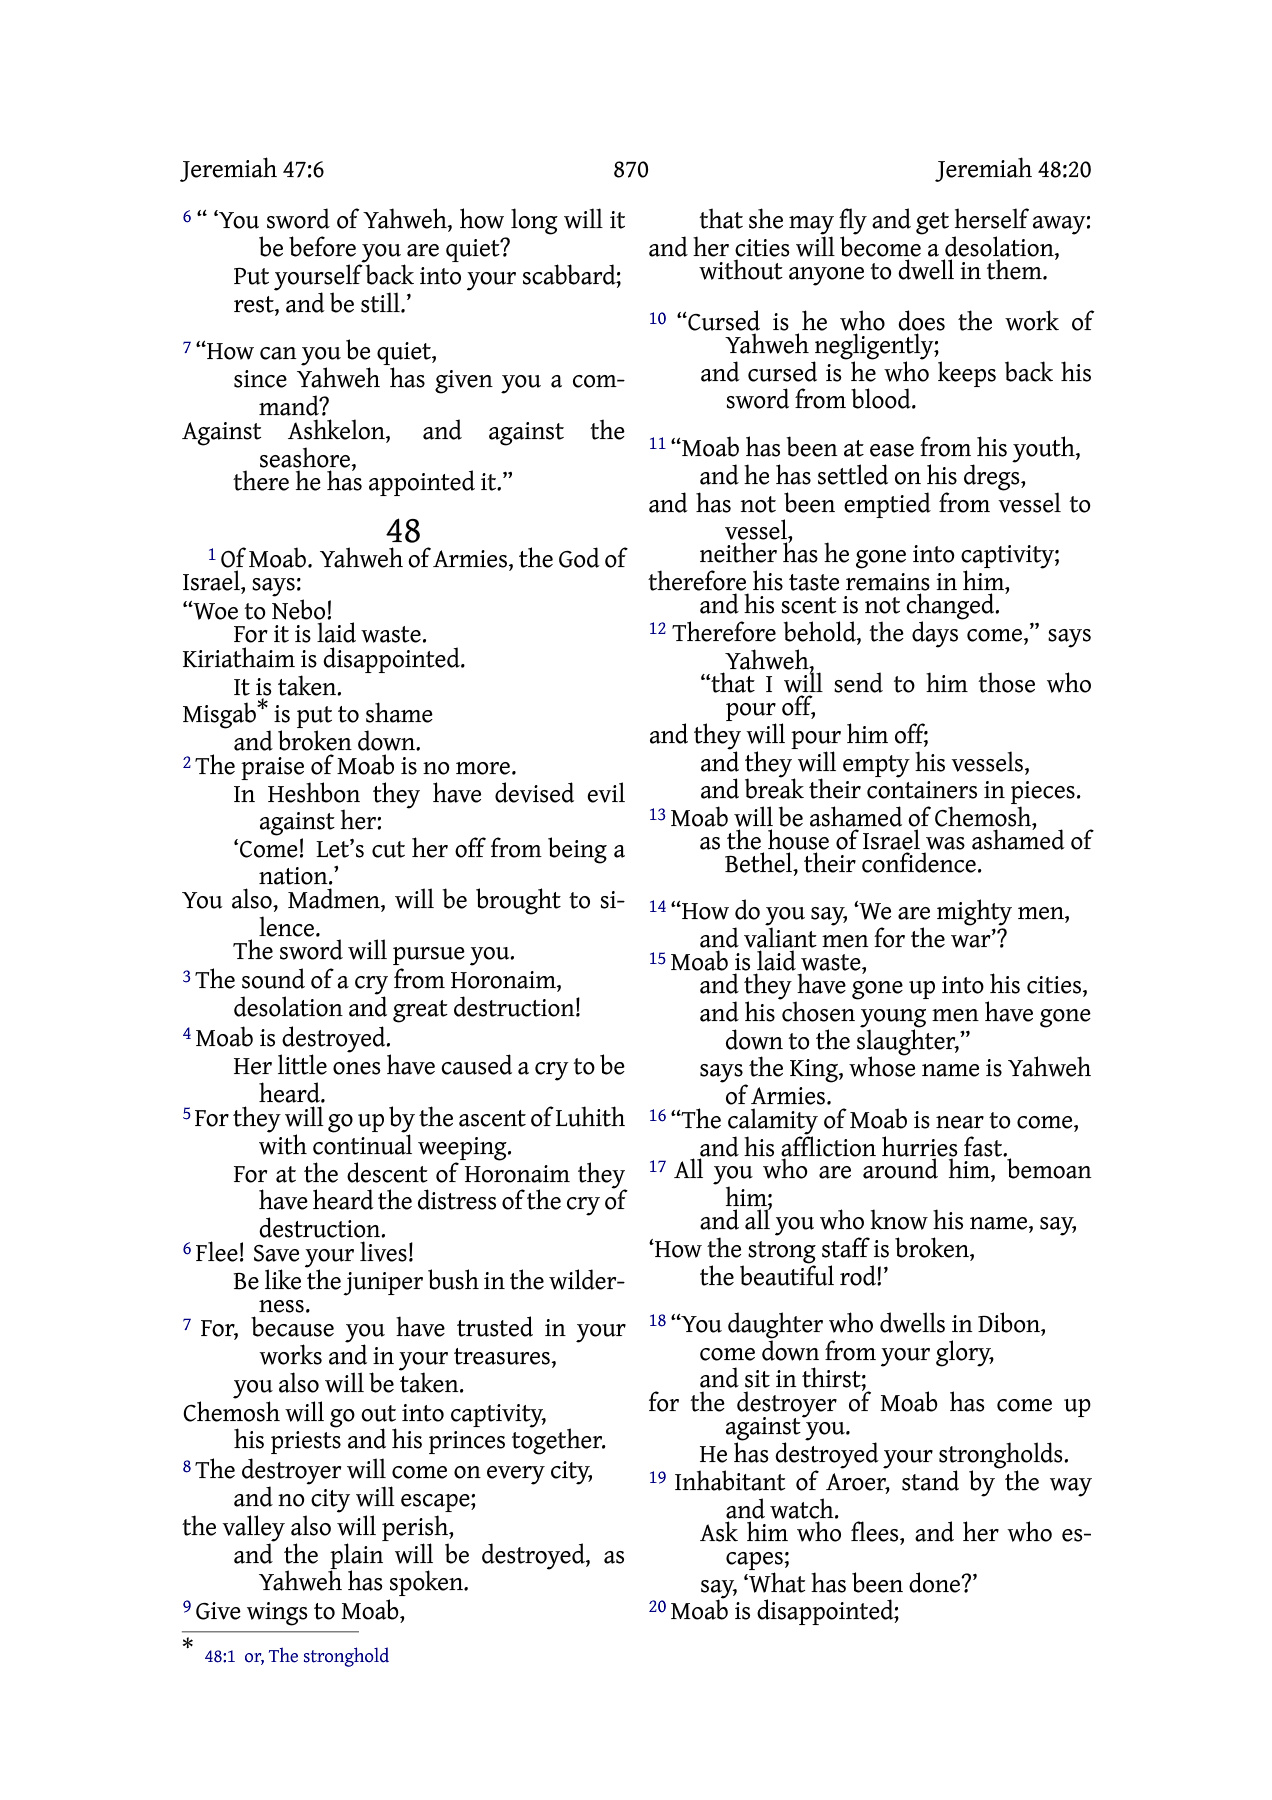 Jeremiah 47:6 870 Jeremiah 48:20
6 “ ‘You sword of Yahweh, how long will it
be before you are quiet?
Put yourself back into your scabbard;
rest, and be still.’
7 “How can you be quiet,
since Yahweh has given you a com-
mand?
Against Ashkelon, and against the
seashore,
there he has appointed it.”
48
1 Of Moab. Yahweh of Armies, the God of
Israel, says:
“Woe to Nebo!
For it is laid waste.
Kiriathaim is disappointed.
It is taken.
Misgab* is put to shame
and broken down.
2 The praise of Moab is no more.
In Heshbon they have devised evil
against her:
‘Come! Let’s cut her off from being a
nation.’
You also, Madmen, will be brought to si-
lence.
The sword will pursue you.
3 The sound of a cry from Horonaim,
desolation and great destruction!
4 Moab is destroyed.
Her little ones have caused a cry to be
heard.
5 For they will go up by the ascent of Luhith
with continual weeping.
For at the descent of Horonaim they
have heard the distress of the cry of
destruction.
6 Flee! Save your lives!
Be like the juniper bush in the wilder-
ness.
7 For, because you have trusted in your
works and in your treasures,
you also will be taken.
Chemosh will go out into captivity,
his priests and his princes together.
8 The destroyer will come on every city,
and no city will escape;
the valley also will perish,
and the plain will be destroyed, as
Yahweh has spoken.
9 Give wings to Moab,
* 48:1 or, The stronghold
that she may fly and get herself away:
and her cities will become a desolation,
without anyone to dwell in them.
10 “Cursed is he who does the work of
Yahweh negligently;
and cursed is he who keeps back his
sword from blood.
11 “Moab has been at ease from his youth,
and he has settled on his dregs,
and has not been emptied from vessel to
vessel,
neither has he gone into captivity;
therefore his taste remains in him,
and his scent is not changed.
12 Therefore behold, the days come,” says
Yahweh,
“that I will send to him those who
pour off,
and they will pour him off;
and they will empty his vessels,
and break their containers in pieces.
13 Moab will be ashamed of Chemosh,
as the house of Israel was ashamed of
Bethel, their confidence.
14 “How do you say, ‘We are mighty men,
and valiant men for the war’?
15 Moab is laid waste,
and they have gone up into his cities,
and his chosen young men have gone
down to the slaughter,”
says the King, whose name is Yahweh
of Armies.
16 “The calamity of Moab is near to come,
and his affliction hurries fast.
17 All you who are around him, bemoan
him;
and all you who know his name, say,
‘How the strong staff is broken,
the beautiful rod!’
18 “You daughter who dwells in Dibon,
come down from your glory,
and sit in thirst;
for the destroyer of Moab has come up
against you.
He has destroyed your strongholds.
19 Inhabitant of Aroer, stand by the way
and watch.
Ask him who flees, and her who es-
capes;
say, ‘What has been done?’
20 Moab is disappointed;